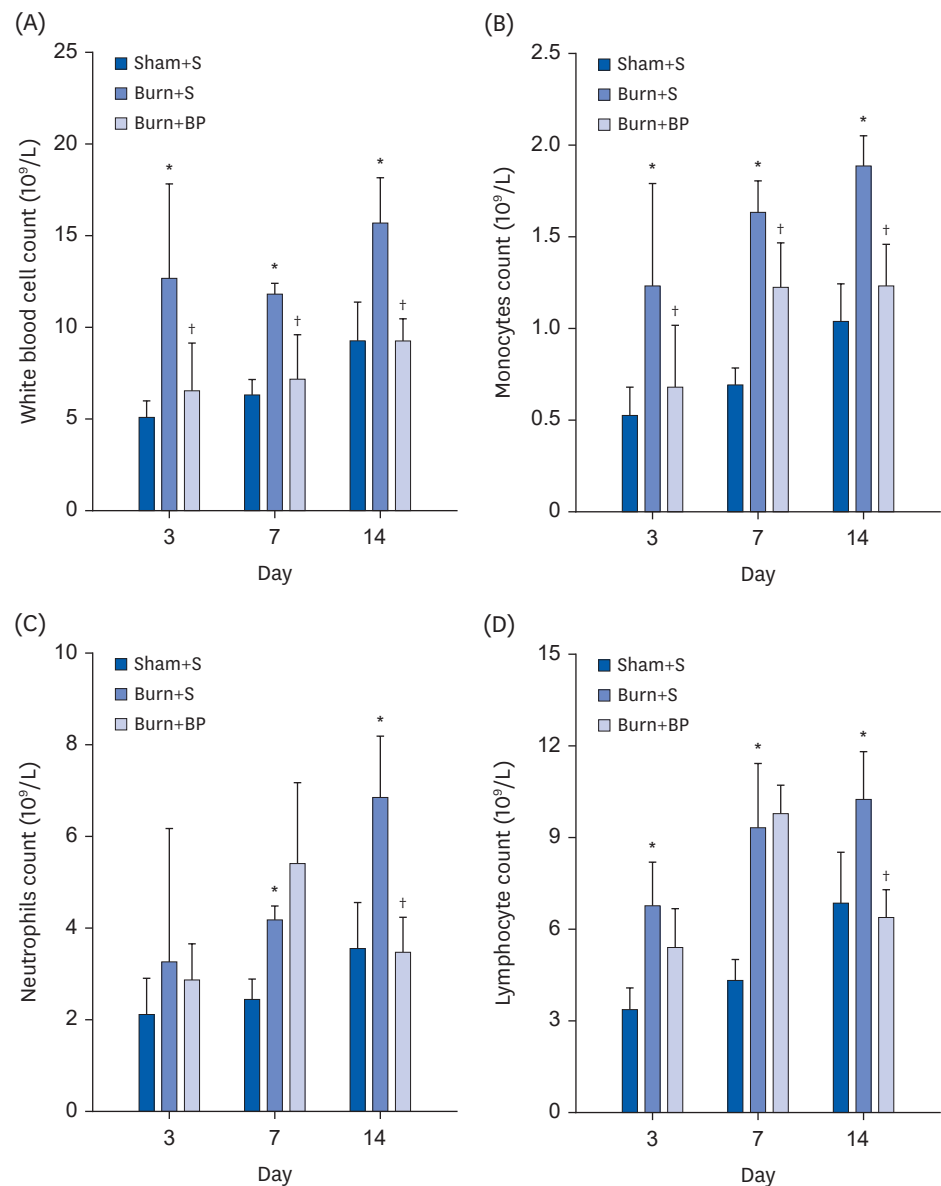 (A)
White blood cell count (10⁹/L)
25
20
15
10
5
0
Sham+S
Burn+S
Burn+BP
*
†
*
†
*
†
3 7 14
Day
(B)
Monocytes count (10⁹/L)
2.5
2.0
1.5
1.0
0.5
0
Sham+S
Burn+S
Burn+BP
*
†
*
†
*
†
3 7 14
Day
(C)
Neutrophils count (10⁹/L)
10
8
6
4
2
0
Sham+S
Burn+S
Burn+BP
*
*
†
3 7 14
Day
(D)
Lymphocyte count (10⁹/L)
15
12
9
6
3
0
Sham+S
Burn+S
Burn+BP
*
*
*
†
3 7 14
Day